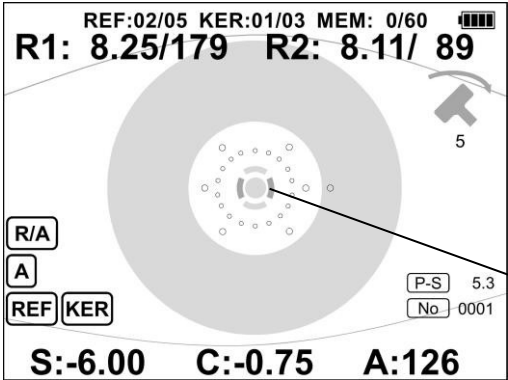 REF:02/05 KER:01/03 MEM: 0/60
R1: 8.25/179 R2: 8.11/ 89
5
R/A
A
REF KER
P-S 5.3
No 0001
S:-6.00 C:-0.75 A:126